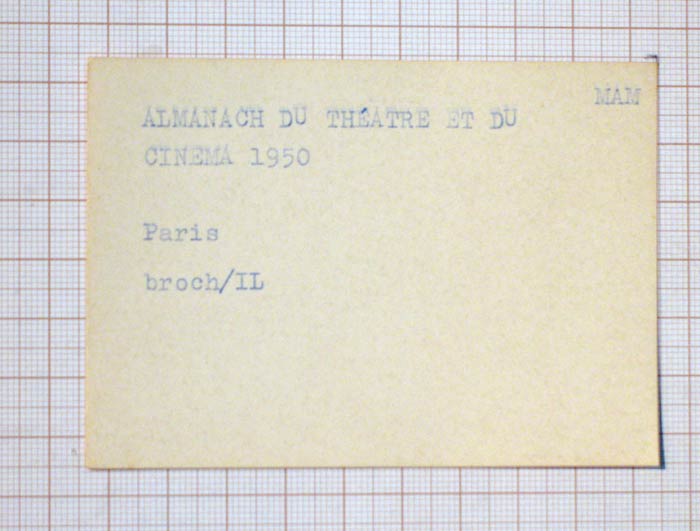 MAM
ALMANACH DU THÉATRE ET DU
CINEMA 1950
Paris
broch/IL